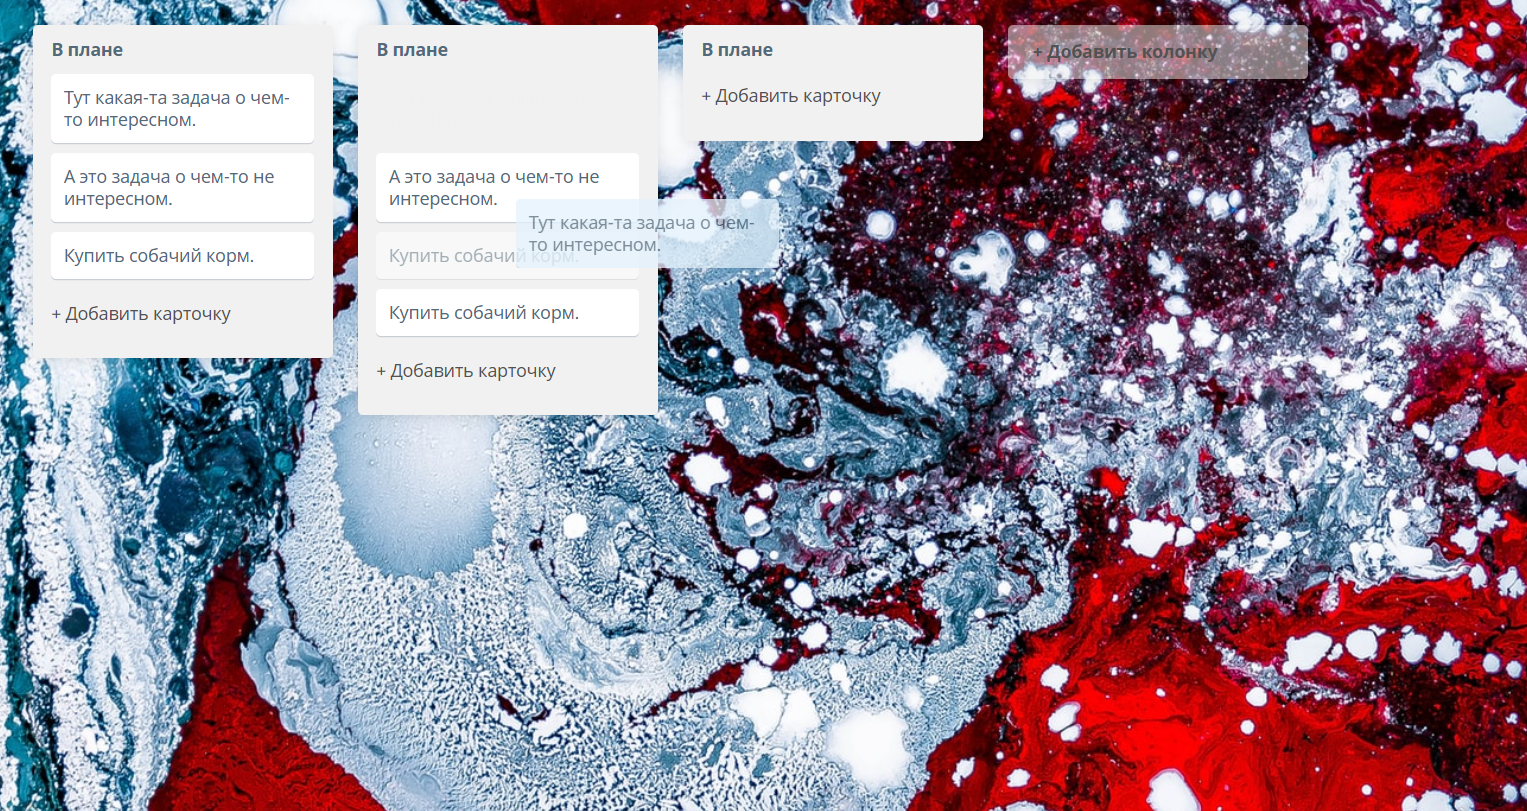 В плане
Тут какая-та задача о чем-
то интересном.
А это задача о чем-то не
интересном.
Купить собачий корм.
+ Добавить карточку
В плане
А это задача о чем-то не
интересном.
Тут какая-та задача о чем-
то интересном.
Купить собачий корм.
Купить собачий корм.
+ Добавить карточку
В плане
+ Добавить карточку
+ Добавить колонку